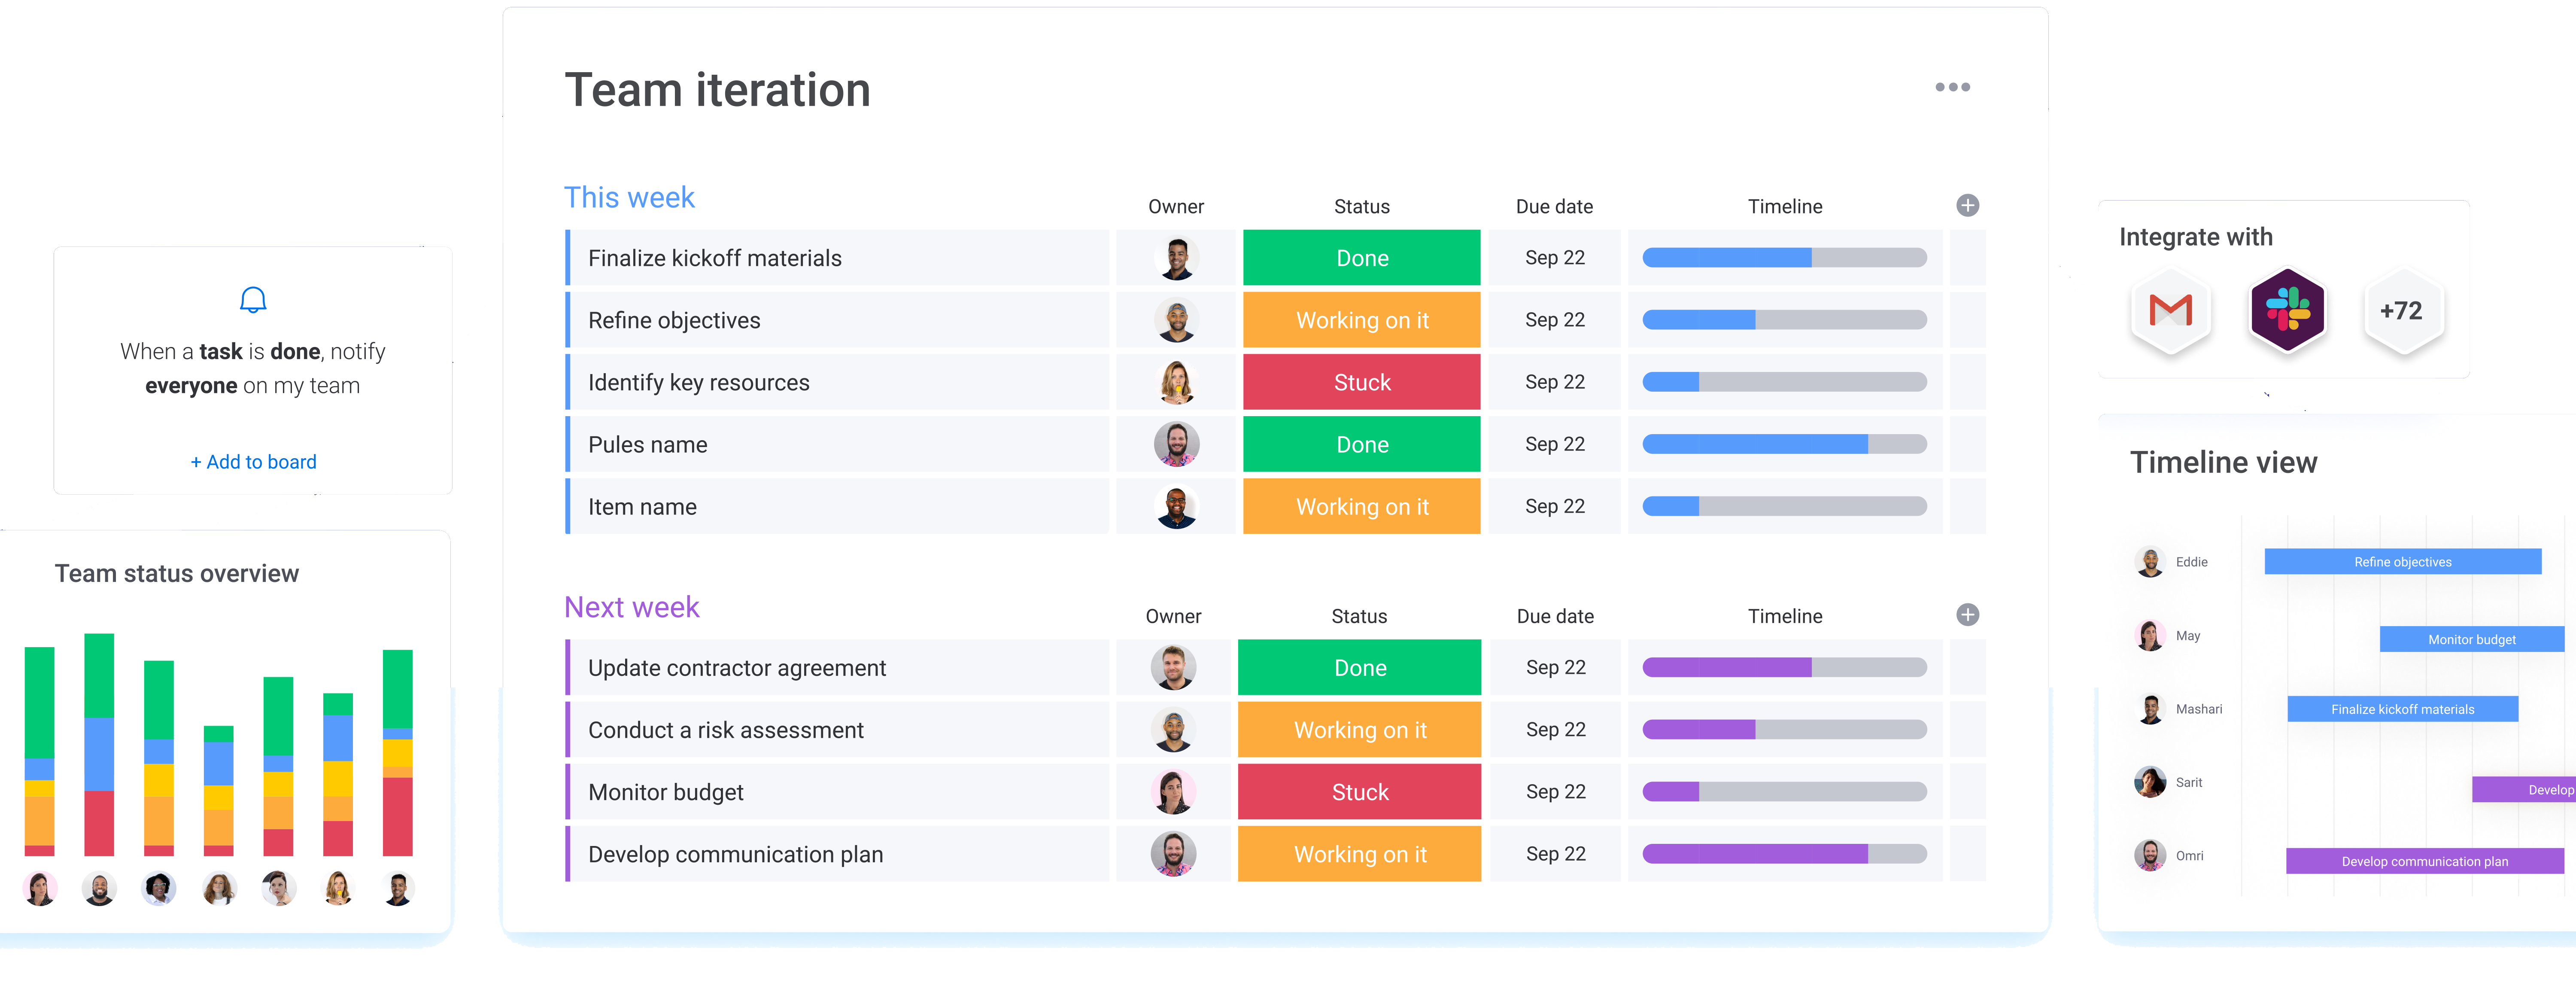 When a task is done, notify
everyone on my team
+ Add to board
Team status overview
Team iteration
This week
Owner
Status
Due date
Timeline
Finalize kickoff materials
Done
Sep 22
Refine objectives
Working on it
Sep 22
Identify key resources
Stuck
Sep 22
Pules name
Done
Sep 22
Item name
Working on it
Sep 22
Next week
Owner
Status
Due date
Timeline
Update contractor agreement
Done
Sep 22
Conduct a risk assessment
Working on it
Sep 22
Monitor budget
Stuck
Sep 22
Develop communication plan
Working on it
Sep 22
Integrate with
+72
Timeline view
Eddie
Refine objectives
May
Monitor budget
Mashari
Finalize kickoff materials
Sarit
Develop
Omri
Develop communication plan